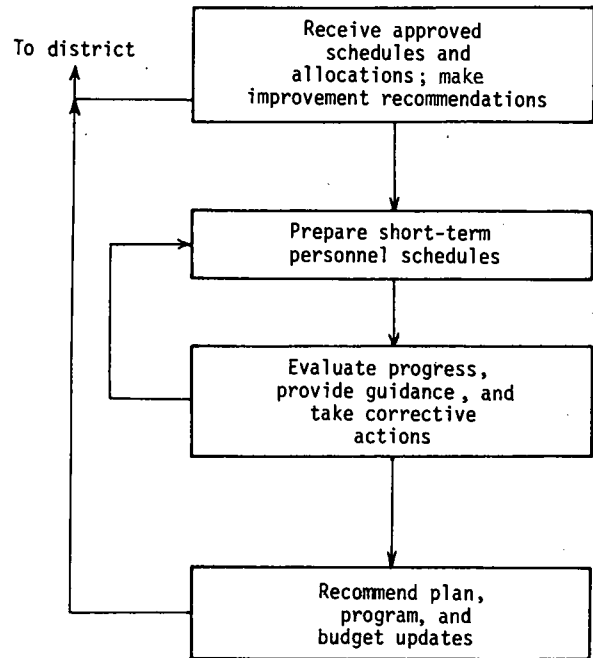 To district
Receive approved
schedules and
allocations; make
improvement recommendations
Prepare short-term
personnel schedules
Evaluate progress,
provide guidance, and
take corrective
actions
Recommend plan,
program, and
budget updates